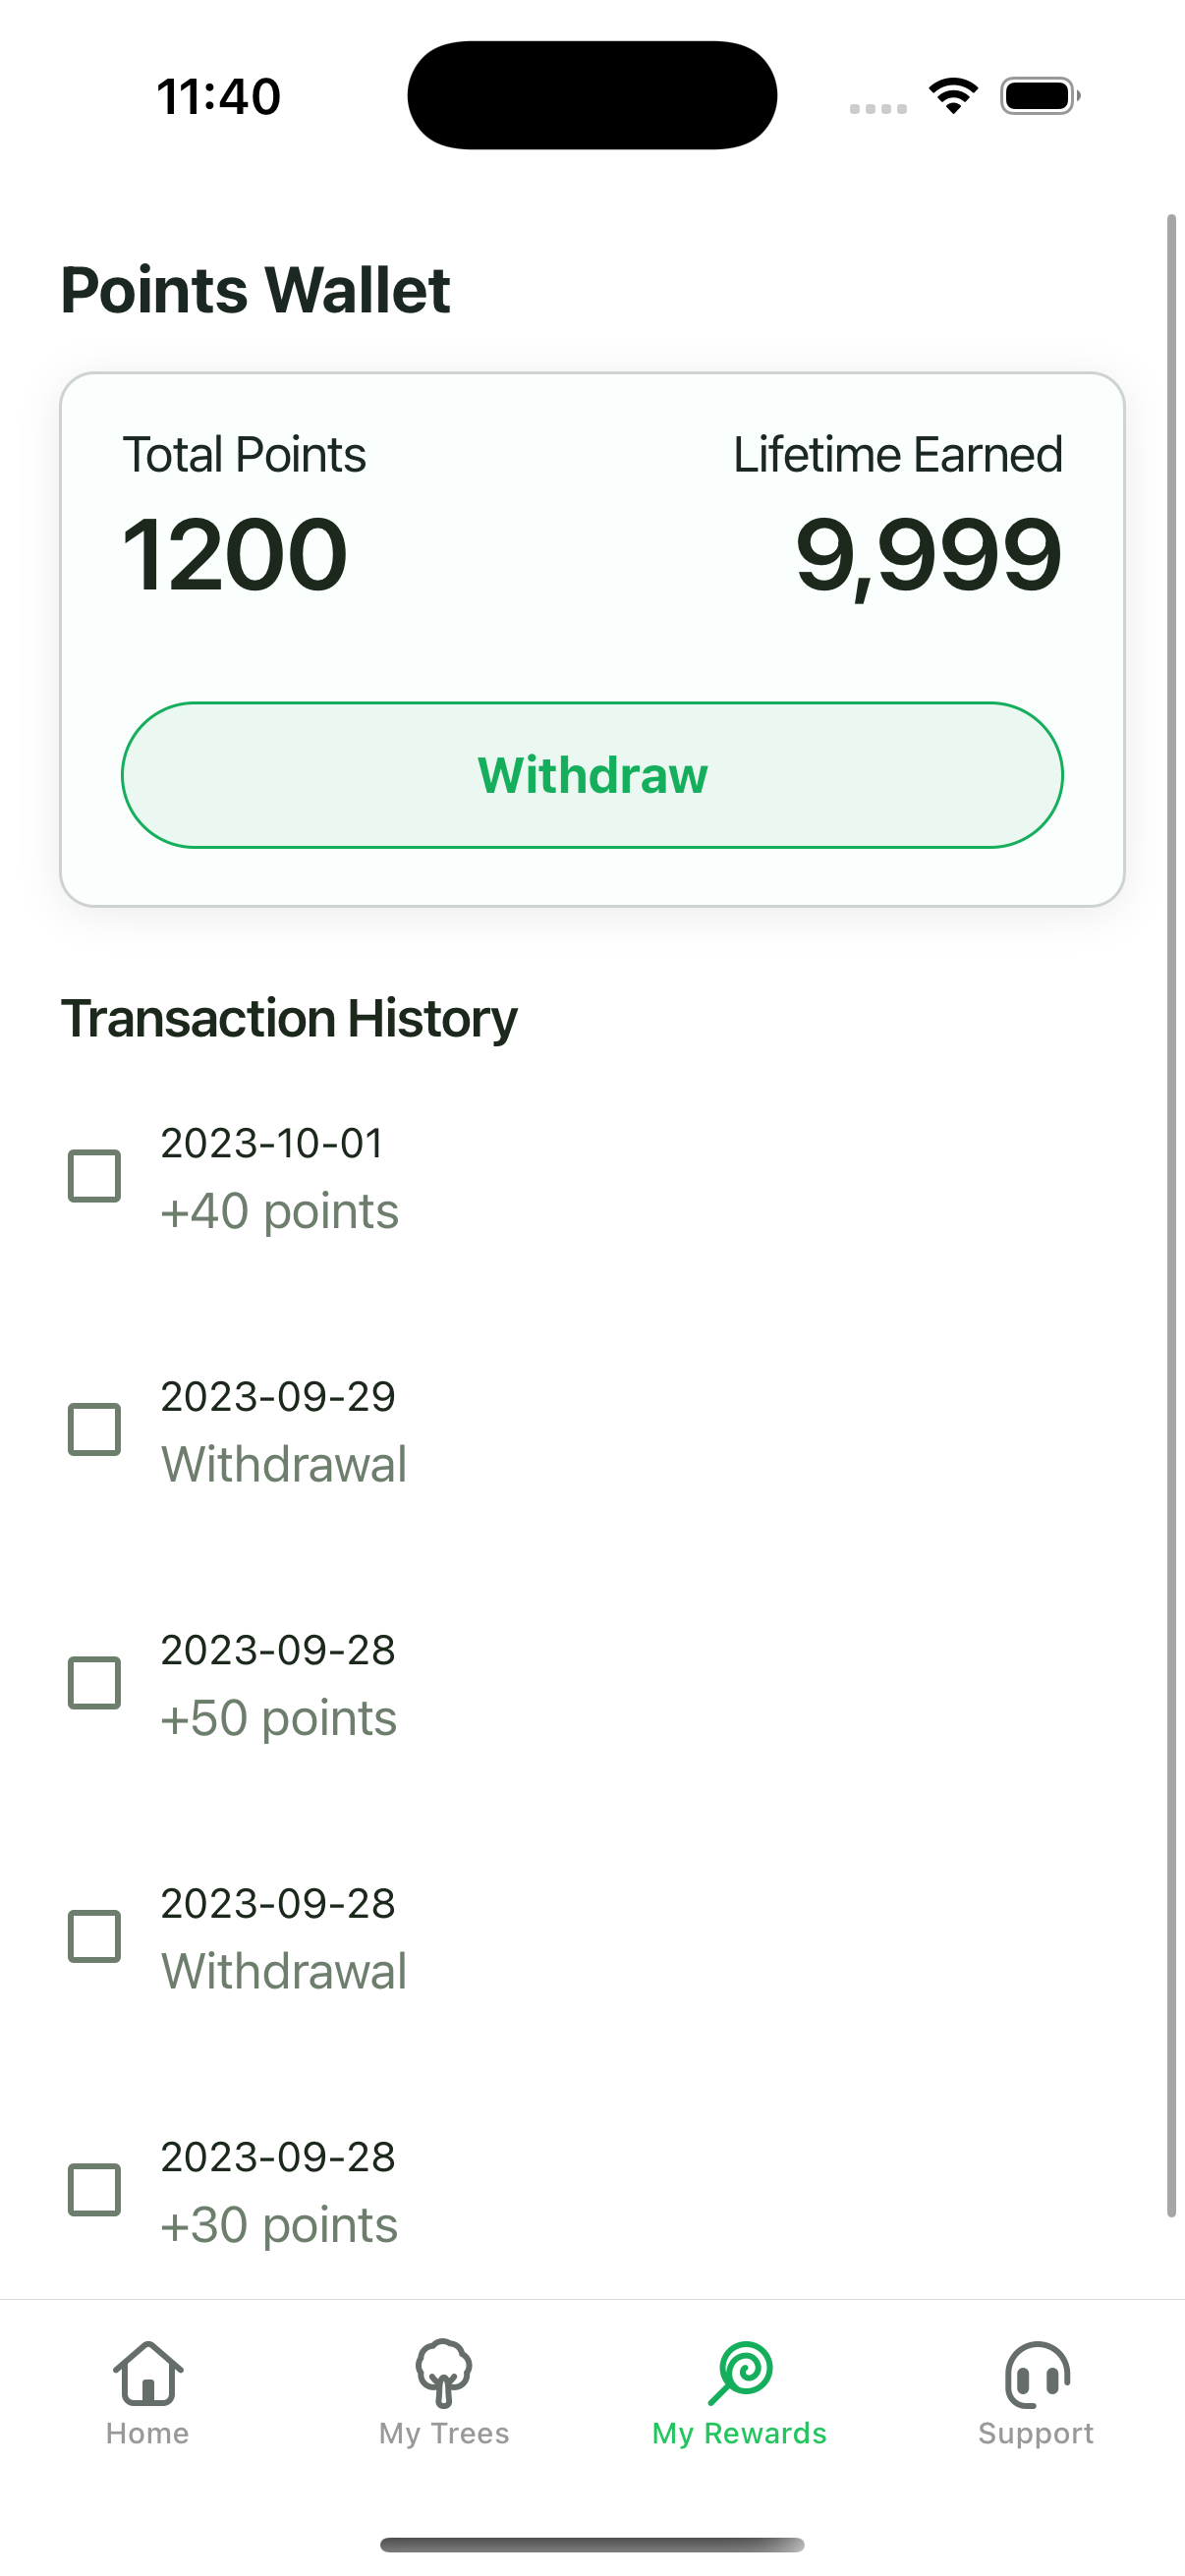 11:40
Points Wallet
Total Points
Lifetime Earned
1200
9,999
Withdraw
Transaction History
2023-10-01
+40 points
2023-09-29
Withdrawal
2023-09-28
+50 points
2023-09-28
Withdrawal
2023-09-28
+30 points
Home
My Trees
My Rewards
Support